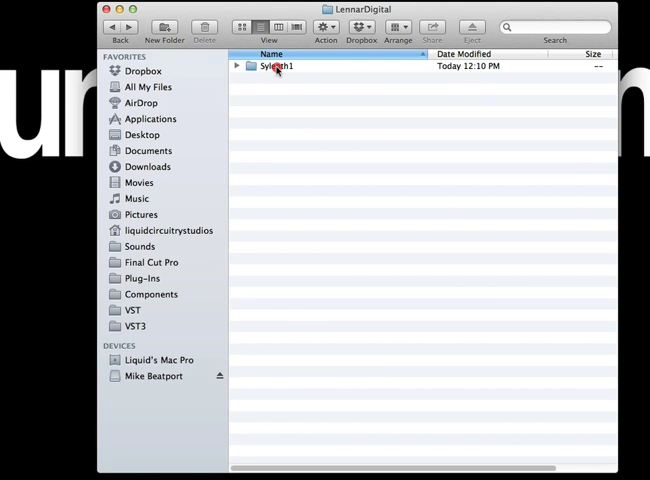 LennarDigital
Back
New Folder
Delete
View
Action
Dropbox
Arrange
Share
Eject
Search
FAVORITES
Dropbox
All My Files
AirDrop
Applications
Desktop
Documents
Downloads
Movies
Music
Pictures
liquidcircuitrystudios
Sounds
Final Cut Pro
Plug-Ins
Components
VST
VST3
DEVICES
Liquid's Mac Pro
Mike Beatport
Name Date Modified Size
Sylenth1 Today 12:10 PM --